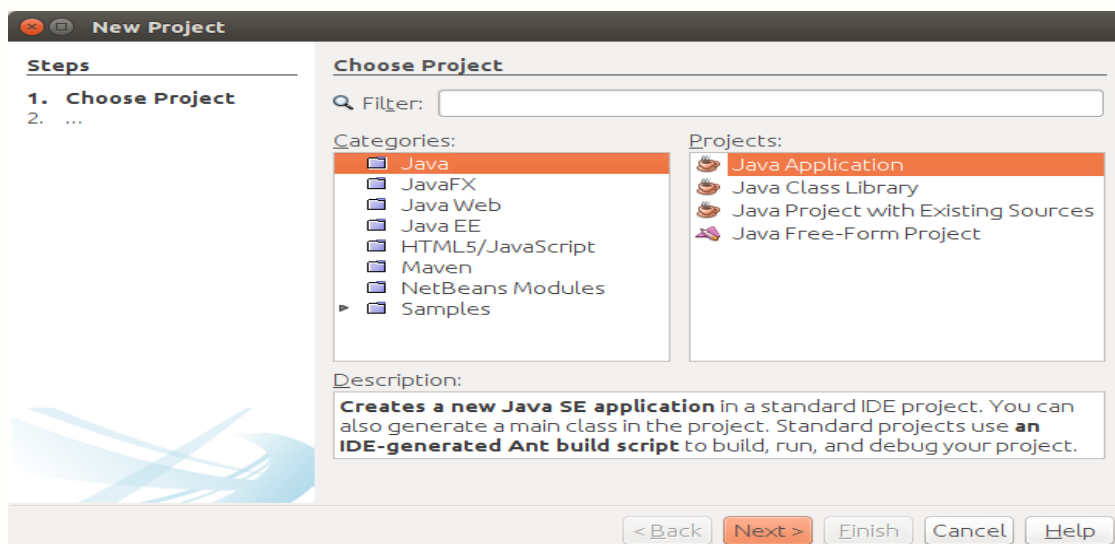 New Project
Steps
1. Choose Project
2. ...
Choose Project
Filter:
Categories:
Java
JavaFX
Java Web
Java EE
HTML5/JavaScript
Maven
NetBeans Modules
Samples
Projects:
Java Application
Java Class Library
Java Project with Existing Sources
Java Free-Form Project
Description:
Creates a new Java SE application in a standard IDE project. You can
also generate a main class in the project. Standard projects use an
IDE-generated Ant build script to build, run, and debug your project.
< Back Next > Finish Cancel Help